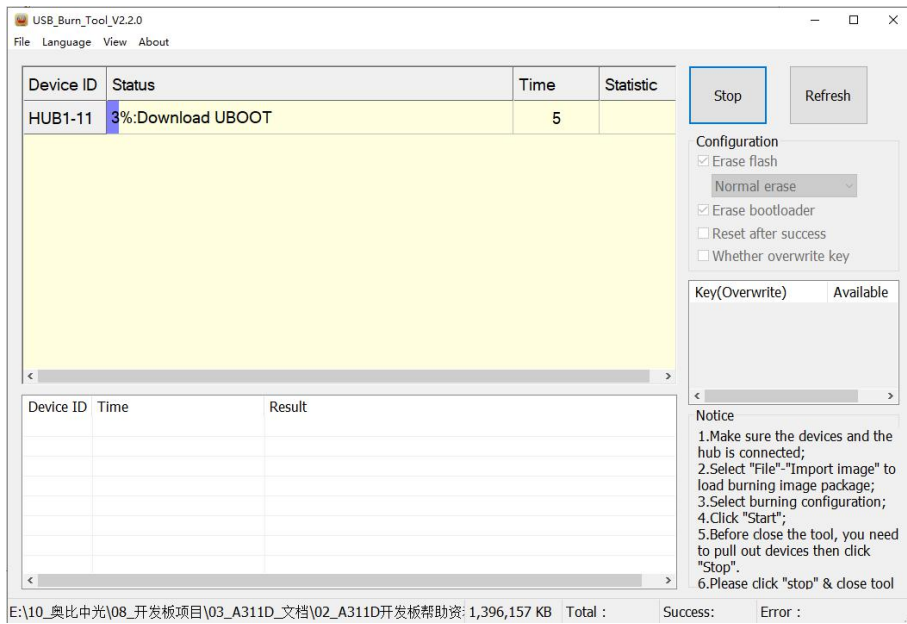 USB_Burn_Tool_V2.2.0
File Language View About
Device ID Status Time Statistic
HUB1-11 3%:Download UBOOT 5
Stop
Refresh
Configuration
Erase flash
Normal erase
Erase bootloader
Reset after success
Whether overwrite key
Key(Overwrite) Available
Device ID Time Result
Notice
1.Make sure the devices and the
hub is connected;
2.Select "File"-"Import image" to
load burning image package;
3.Select burning configuration;
4.Click "Start";
5.Before close the tool, you need
to pull out devices then click
"Stop".
6.Please click "stop" & close tool
E:\10_奥比中光\08_开发板项目\03_A311D_文档\02_A311D开发板帮助资 1,396,157 KB Total : Success: Error :